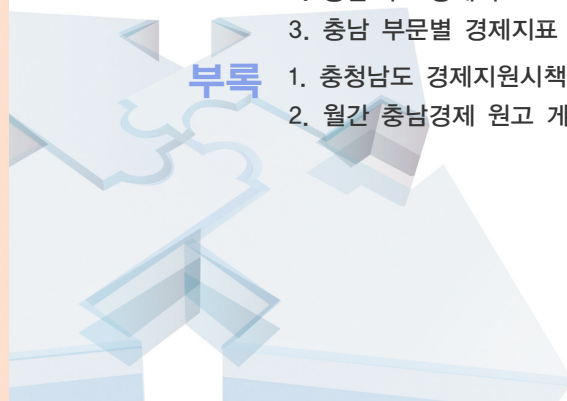 3. 충남 부문별 경제지표
부록 1. 충청남도 경제지원시책
2. 월간 충남경제 원고 게